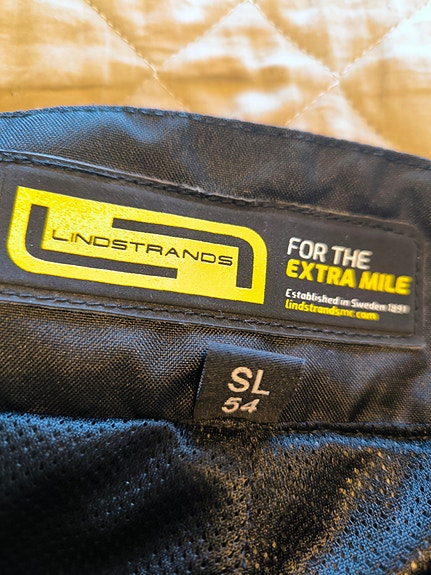 LINDSTRANDS
FOR THE
EXTRA MILE
Established in Sweden 1891
lindstrandsmc.com
SL
54